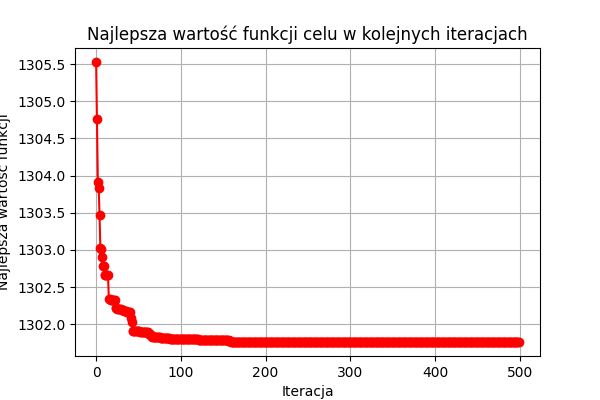 Najlepsza wartość funkcji celu w kolejnych iteracjach
Najlepsza wartość funkcji
1305.5
1305.0
1304.5
1304.0
1303.5
1303.0
1302.5
1302.0
0 100 200 300 400 500
Iteracja